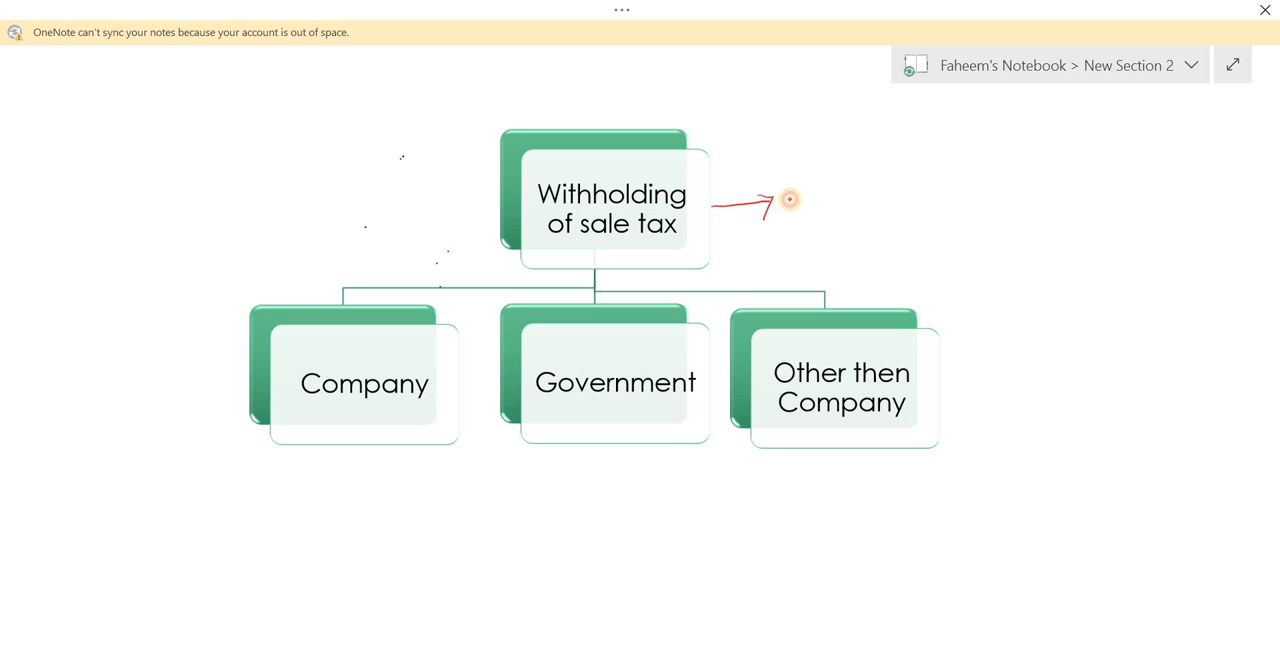 OneNote can't sync your notes because your account is out of space.
Faheem's Notebook > New Section 2
Withholding
of sale tax
Company
Government
Other then
Company